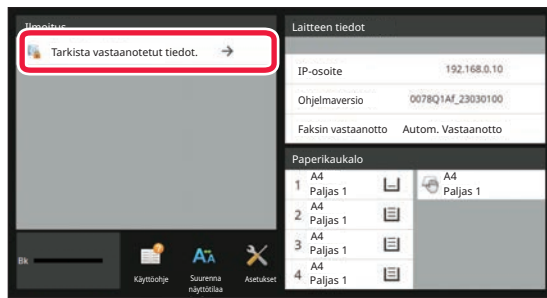 Ilmoitus
Tarkista vastaanotetut tiedot.
Bk
Käyttöohje
Suurenna
näyttötilaa
Asetukset
Laitteen tiedot
IP-osoite 192.168.0.10
Ohjelmaversio 0078Q1Af_23030100
Faksin vastaanotto Autom. Vastaanotto
Paperikaukalo
1 A4
Paljas 1
2 A4
Paljas 1
3 A4
Paljas 1
4 A4
Paljas 1
A4
Paljas 1